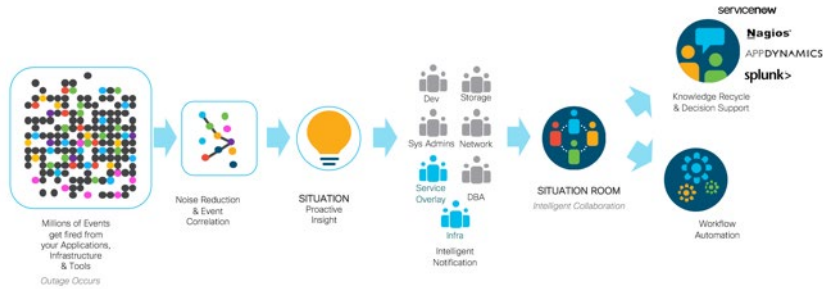 Millions of Events
get fired from
your Applications,
Infrastructure
& Tools
Outage Occurs
Noise Reduction
& Event
Correlation
SITUATION
Proactive
Insight
Dev
Storage
Sys Admins
Network
Service
Overlay
DBA
Infra
Intelligent
Notification
SITUATION ROOM
Intelligent Collaboration
servicenow
Nagios®
APPDYNAMICS
splunk>
Knowledge Recycle
& Decision Support
Workflow
Automation